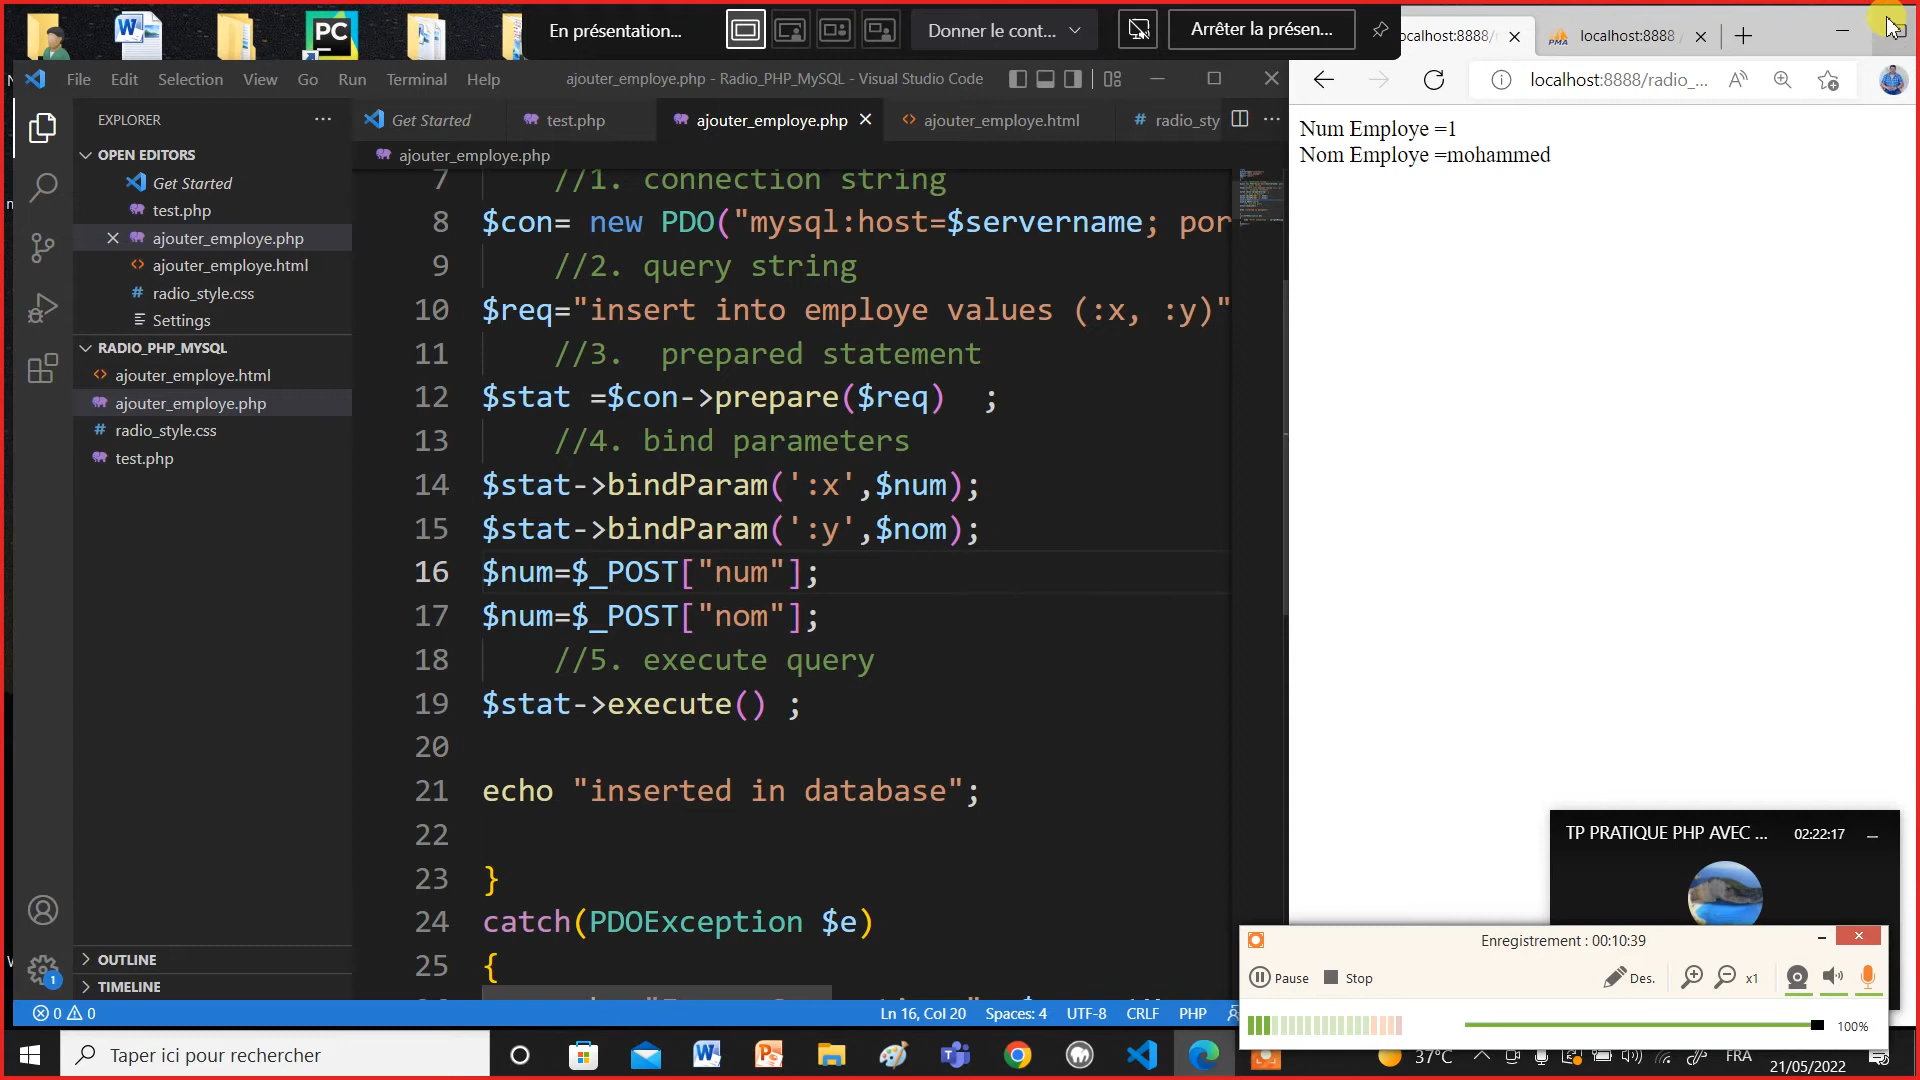 En présentation...
Donner le cont...
Arrêter la présen...
ocalhost:8888/r
localhost:8888
PMA
W
PC
File Edit Selection View Go Run Terminal Help
ajouter_employe.php - Radio_PHP_MySQL - Visual Studio Code
localhost:8888/radio_...
EXPLORER
Get Started
test.php
ajouter_employe.php
ajouter_employe.html
# radio_sty
OPEN EDITORS
ajouter_employe.php
Get Started
test.php
ajouter_employe.php
ajouter_employe.html
# radio_style.css
Settings
RADIO_PHP_MYSQL
ajouter_employe.html
ajouter_employe.php
# radio_style.css
test.php
OUTLINE
TIMELINE
7 //1. connection string
8 $con= new PDO("mysql:host=$servername; por
9 //2. query string
10 $req="insert into employe values (:x, :y)"
11 //3.  prepared statement
12 $stat =$con->prepare($req)  ;
13 //4. bind parameters
14 $stat->bindParam(':x',$num);
15 $stat->bindParam(':y',$nom);
16 $num=$_POST["num"];
17 $num=$_POST["nom"];
18 //5. execute query
19 $stat->execute() ;
20
21 echo "inserted in database";
22
23 }
24 catch(PDOException $e)
25 {
Num Employe =1
Nom Employe =mohammed
TP PRATIQUE PHP AVEC ...
02:22:17
Enregistrement : 00:10:39
Pause
Stop
Des.
x1
100%
0 0
Ln 16, Col 20
Spaces: 4
UTF-8
CRLF
PHP
1
Taper ici pour rechercher
37°C
FRA
21/05/2022